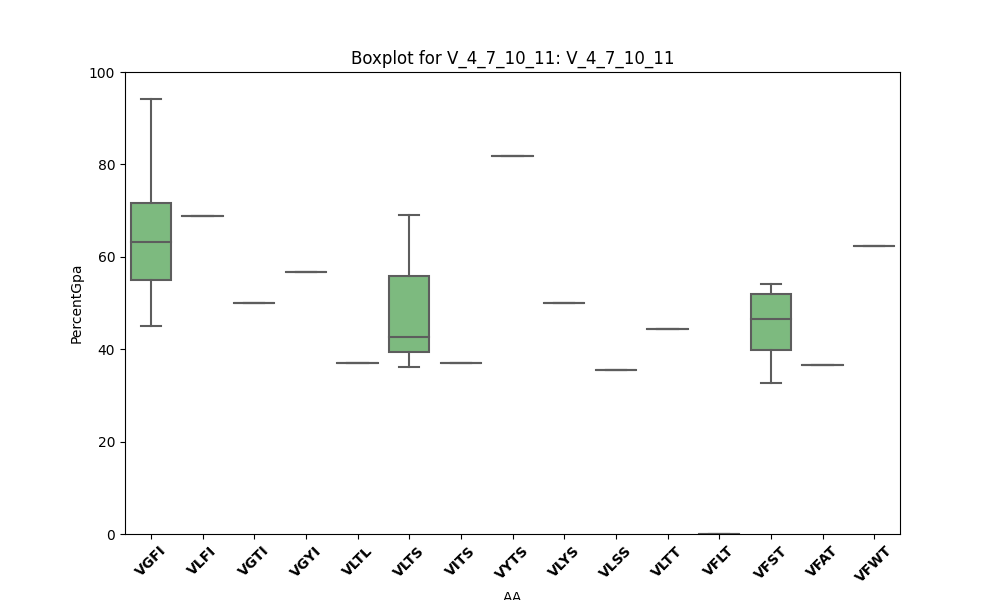 Boxplot for V_4_7_10_11: V_4_7_10_11
100
80
60
40
20
0
PercentGpa
VGFI
VLFI
VGTI
VGYI
VLTL
VLTS
VITS
VYTS
VLYS
VLSS
VLTT
VFLT
VFST
VFAT
VFWT
AA